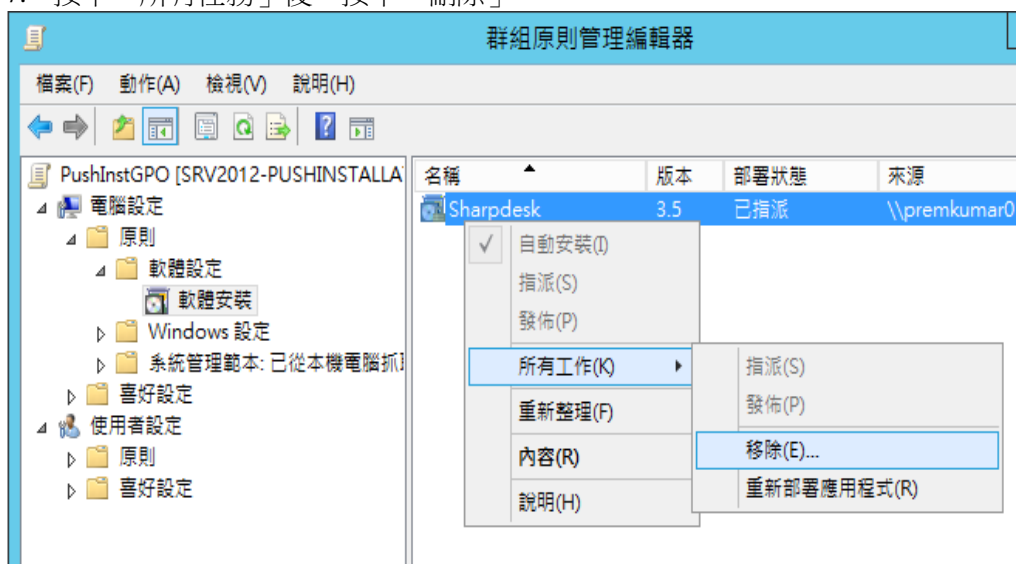 群組原則管理編輯器
檔案(F) 動作(A) 檢視(V) 說明(H)
PushInstGPO [SRV2012-PUSHINSTALLA
電腦設定
原則
軟體設定
軟體安裝
Windows 設定
系統管理範本: 已從本機電腦抓
喜好設定
使用者設定
原則
喜好設定
名稱 版本 部署狀態 來源
Sharpdesk 3.5 已指派 \\premkumar0
自動安裝(I)
指派(S)
發佈(P)
所有工作(K)
重新整理(F)
內容(R)
說明(H)
指派(S)
發佈(P)
移除(E)...
重新部署應用程式(R)